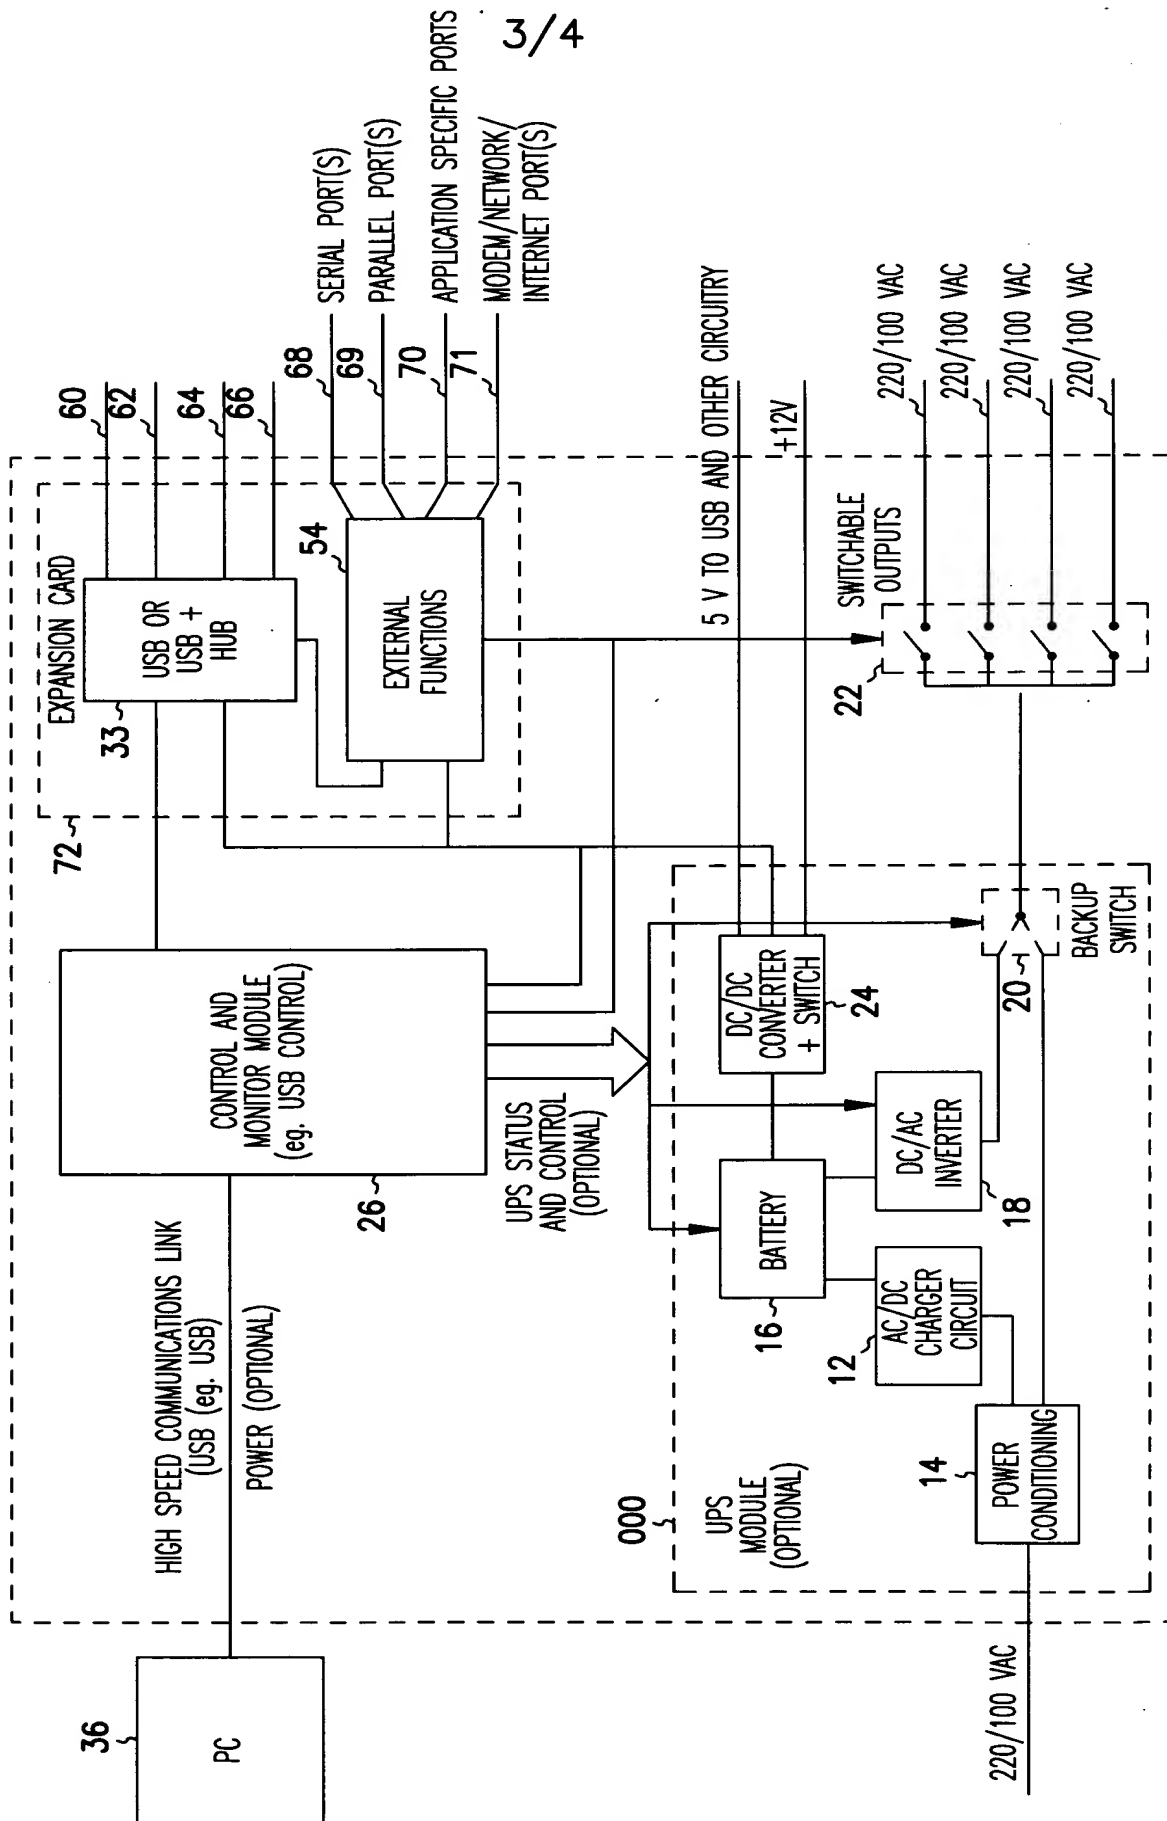 3/4
36
PC
HIGH SPEED COMMUNICATIONS LINK
(USB (eg. USB)
POWER (OPTIONAL)
CONTROL AND
MONITOR MODULE
(eg. USB CONTROL)
26
UPS STATUS
AND CONTROL
(OPTIONAL)
72
EXPANSION CARD
33
USB OR
USB +
HUB
60
62
64
66
54
EXTERNAL
FUNCTIONS
68
SERIAL PORT(S)
69
PARALLEL PORT(S)
70
APPLICATION SPECIFIC PORTS
71
MODEM/NETWORK/
INTERNET PORT(S)
000
UPS
MODULE
(OPTIONAL)
220/100 VAC
14
POWER
CONDITIONING
12
AC/DC
CHARGER
CIRCUIT
16
BATTERY
18
DC/AC
INVERTER
DC/DC
CONVERTER
+ SWITCH
24
5 V TO USB AND OTHER CIRCUITRY
+12V
20
BACKUP
SWITCH
22
SWITCHABLE
OUTPUTS
220/100 VAC
220/100 VAC
220/100 VAC
220/100 VAC